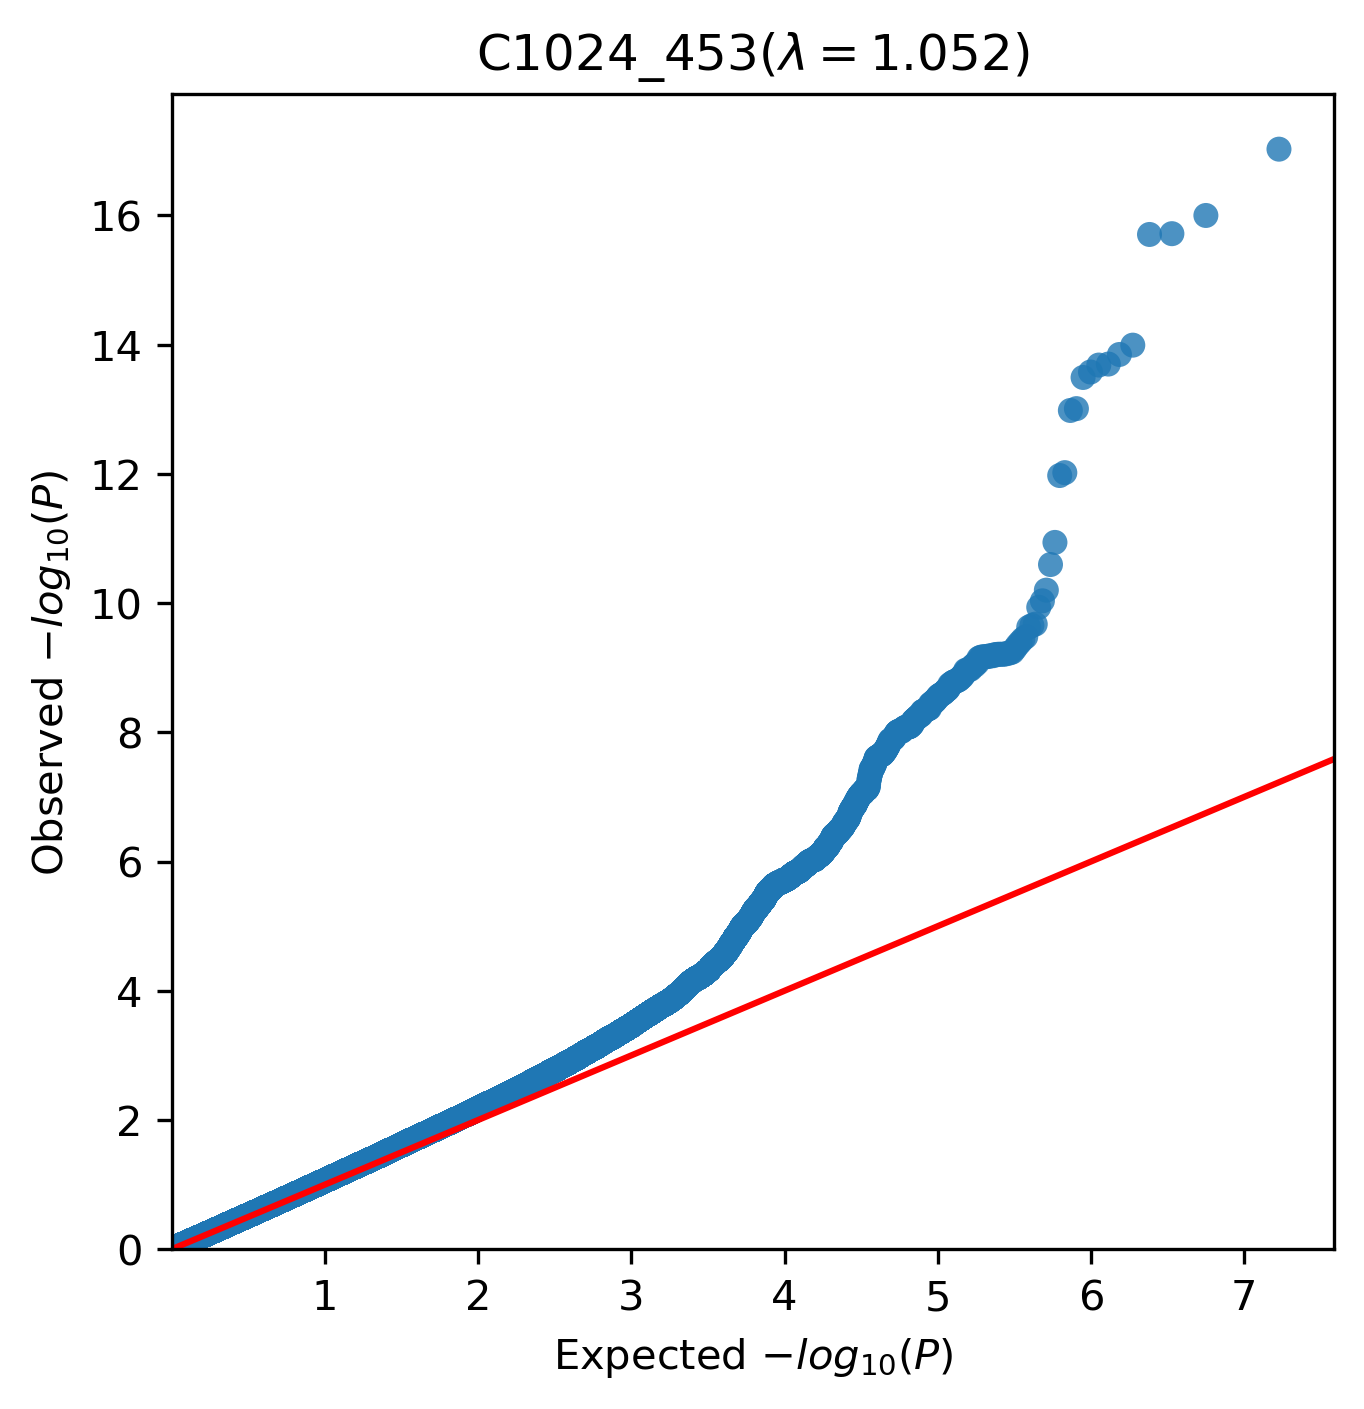 C1024_453(λ = 1.052)
16
14
12
10
8
6
4
2
0
Observed −log₁₀(P)
1 2 3 4 5 6 7
Expected −log₁₀(P)